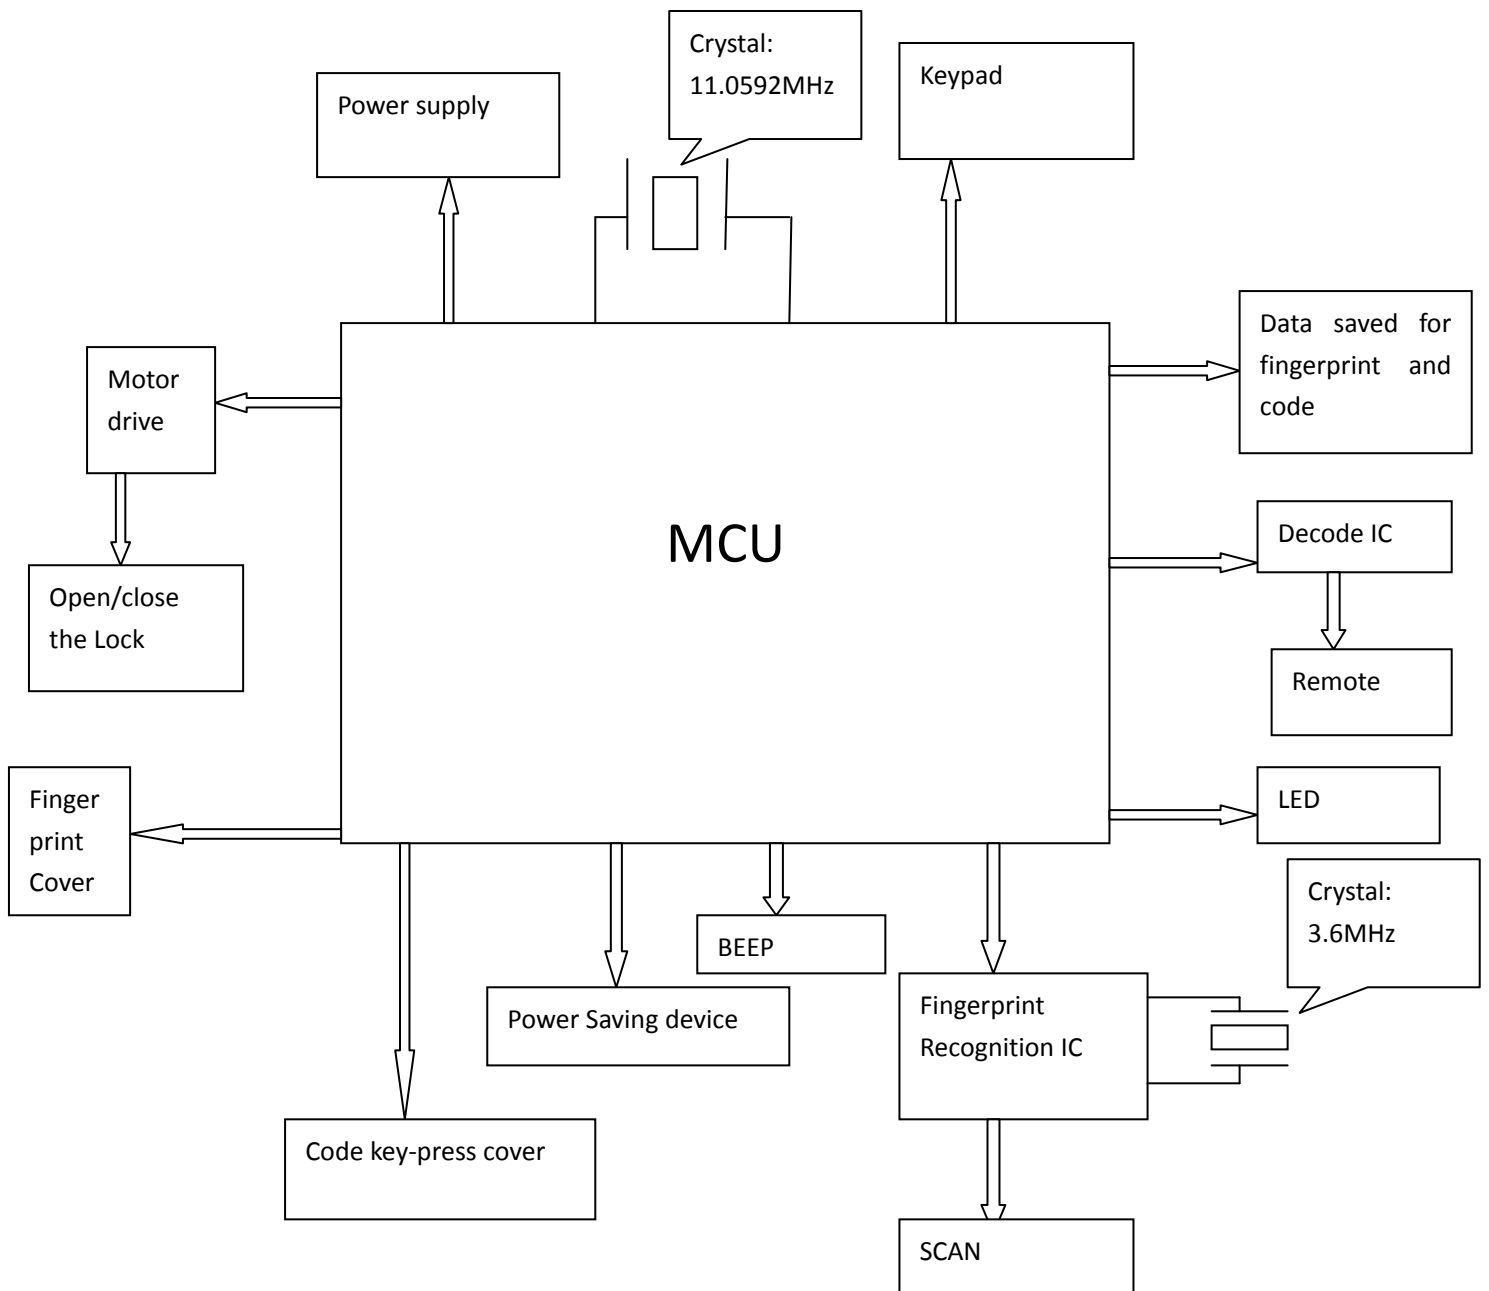 Crystal:
11.0592MHz
Keypad
Power supply
Data saved for
fingerprint and
code
Motor
drive
MCU
Decode IC
Open/close
the Lock
Remote
Finger
print
Cover
LED
Crystal:
3.6MHz
BEEP
Power Saving device
Fingerprint
Recognition IC
Code key-press cover
SCAN